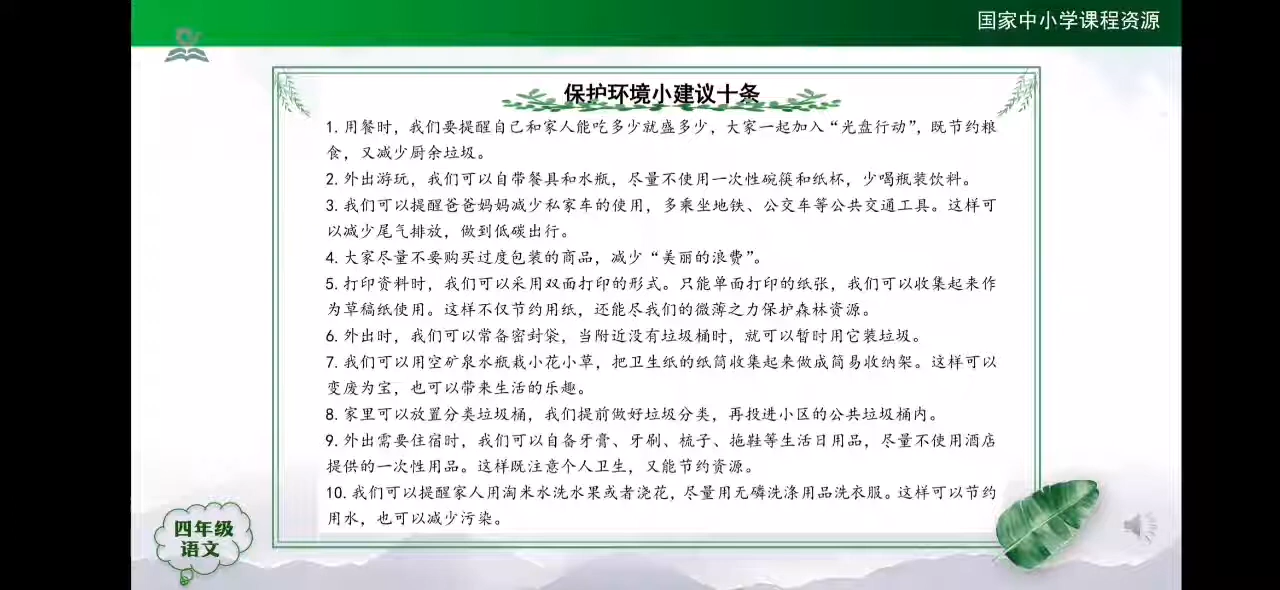 国家中小学课程资源
保护环境小建议十条
1. 用餐时，我们要提醒自己和家人能吃多少就盛多少，大家一起加入“光盘行动”，既节约粮
食，又减少厨余垃圾。
2. 外出游玩，我们可以自带餐具和水瓶，尽量不使用一次性碗筷和纸杯，少喝瓶装饮料。
3. 我们可以提醒爸爸妈妈减少私家车的使用，多乘坐地铁、公交车等公共交通工具。这样可
以减少尾气排放，做到低碳出行。
4. 大家尽量不要购买过度包装的商品，减少“美丽的浪费”。
5. 打印资料时，我们可以采用双面打印的形式。只能单面打印的纸张，我们可以收集起来作
为草稿纸使用。这样不仅节约用纸，还能尽我们的微薄之力保护森林资源。
6. 外出时，我们可以常备密封袋，当附近没有垃圾桶时，就可以暂时用它装垃圾。
7. 我们可以用空矿泉水瓶栽小花小草，把卫生纸的纸筒收集起来做成简易收纳架。这样可以
变废为宝，也可以带来生活的乐趣。
8. 家里可以放置分类垃圾桶，我们提前做好垃圾分类，再投进小区的公共垃圾桶内。
9. 外出需要住宿时，我们可以自备牙膏、牙刷、梳子、拖鞋等生活日用品，尽量不使用酒店
提供的一次性用品。这样既注意个人卫生，又能节约资源。
10. 我们可以提醒家人用淘米水洗水果或者浇花，尽量用无磷洗涤用品洗衣服。这样可以节约
用水，也可以减少污染。
四年级
语文